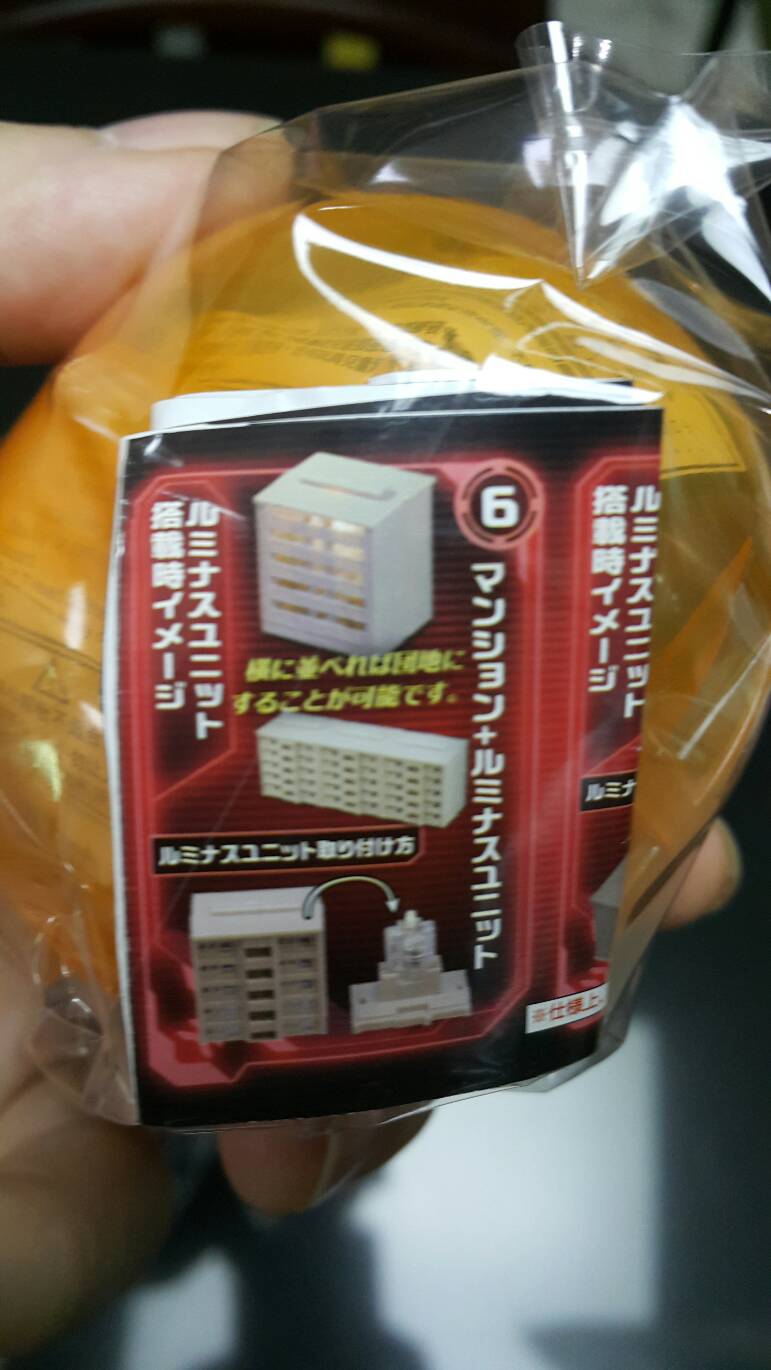 6
マンション+ルミナスユニット
ルミナスユニット
搭載時イメージ
横に並べれば団地に
することが可能です。
ルミナスユニット取り付け方
ルミナスユニット
搭載時イメージ
ルミナ
※仕様上、